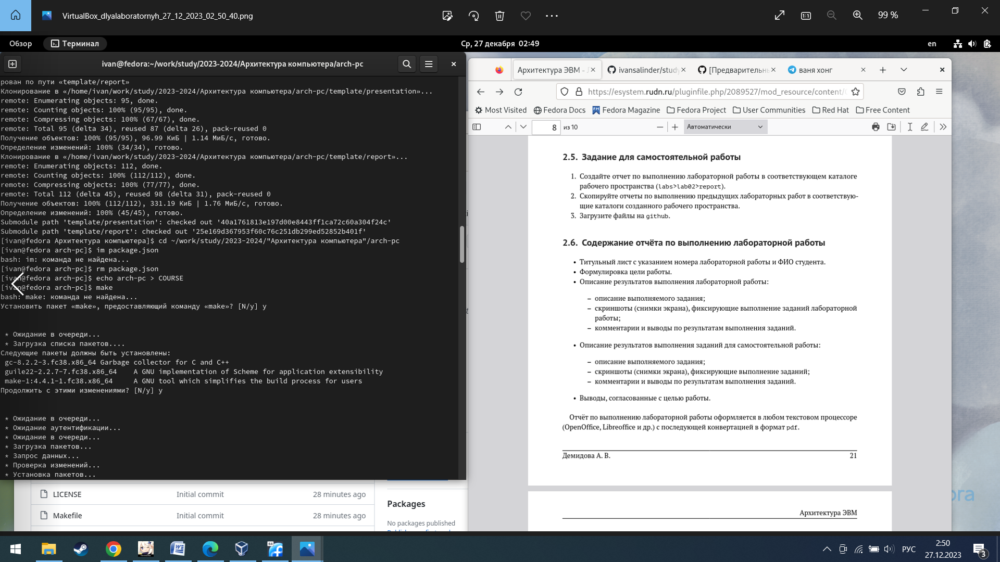 VirtualBox_dlyalaboratornyh_27_12_2023_02_50_40.png
99 %
Обзор
Терминал
Ср, 27 декабря 02:49
en
ivan@fedora:~/work/study/2023-2024/Архитектура компьютера/arch-pc
рован по пути «template/report»
Клонирование в «/home/ivan/work/study/2023-2024/Архитектура компьютера/arch-pc/template/presentation»...
remote: Enumerating objects: 95, done.
remote: Counting objects: 100% (95/95), done.
remote: Compressing objects: 100% (67/67), done.
remote: Total 95 (delta 34), reused 87 (delta 26), pack-reused 0
Получение объектов: 100% (95/95), 96.99 КиБ | 1.14 МиБ/с, готово.
Определение изменений: 100% (34/34), готово.
Клонирование в «/home/ivan/work/study/2023-2024/Архитектура компьютера/arch-pc/template/report»...
remote: Enumerating objects: 112, done.
remote: Counting objects: 100% (112/112), done.
remote: Compressing objects: 100% (77/77), done.
remote: Total 112 (delta 45), reused 98 (delta 31), pack-reused 0
Получение объектов: 100% (112/112), 331.19 КиБ | 1.76 МиБ/с, готово.
Определение изменений: 100% (45/45), готово.
Submodule path 'template/presentation': checked out '40a1761813e197d00e8443ff1ca72c60a304f24c'
Submodule path 'template/report': checked out '25e169d367953f60c76c251db299ed52852b401f'
[ivan@fedora Архитектура компьютера]$ cd ~/work/study/2023-2024/"Архитектура компьютера"/arch-pc
[ivan@fedora arch-pc]$ im package.json
bash: im: команда не найдена...
[ivan@fedora arch-pc]$ rm package.json
[ivan@fedora arch-pc]$ echo arch-pc > COURSE
[ivan@fedora arch-pc]$ make
bash: make: команда не найдена...
Установить пакет «make», предоставляющий команду «make»? [N/y] y
* Ожидание в очереди...
* Загрузка списка пакетов....
Следующие пакеты должны быть установлены:
gc-8.2.2-3.fc38.x86_64 Garbage collector for C and C++
guile22-2.2.7-7.fc38.x86_64 A GNU implementation of Scheme for application extensibility
make-1:4.4.1-1.fc38.x86_64 A GNU tool which simplifies the build process for users
Продолжить с этими изменениями? [N/y] y
* Ожидание в очереди...
* Ожидание аутентификации...
* Ожидание в очереди...
* Загрузка пакетов...
* Запрос данных...
* Проверка изменений...
* Установка пакетов...
LICENSE Initial commit 28 minutes ago
Makefile Initial commit 28 minutes ago
Packages
No packages published
Архитектура ЭВМ - Л
ivansalinder/study
[Предварительн
ваня хонг
https://esystem.rudn.ru/pluginfile.php/2089527/mod_resource/content/
Most Visited
Fedora Docs
Fedora Magazine
Fedora Project
User Communities
Red Hat
Free Content
8 из 10
Автоматически
2.5. Задание для самостоятельной работы
1. Создайте отчет по выполнению лабораторной работы в соответствующем каталоге
рабочего пространства (labs>lab02>report).
2. Скопируйте отчеты по выполнению предыдущих лабораторных работ в соответствую-
щие каталоги созданного рабочего пространства.
3. Загрузите файлы на github.
2.6. Содержание отчёта по выполнению лабораторной работы
• Титульный лист с указанием номера лабораторной работы и ФИО студента.
• Формулировка цели работы.
• Описание результатов выполнения лабораторной работы:
– описание выполняемого задания;
– скриншоты (снимки экрана), фиксирующие выполнение заданий лабораторной
работы;
– комментарии и выводы по результатам выполнения заданий.
• Описание результатов выполнения заданий для самостоятельной работы:
– описание выполняемого задания;
– скриншоты (снимки экрана), фиксирующие выполнение заданий;
– комментарии и выводы по результатам выполнения заданий.
• Выводы, согласованные с целью работы.
Отчёт по выполнению лабораторной работы оформляется в любом текстовом процессоре
(OpenOffice, Libreoffice и др.) с последующей конвертацией в формат pdf.
Демидова А. В. 21
Архитектура ЭВМ
ora
РУС
2:50
27.12.2023
3